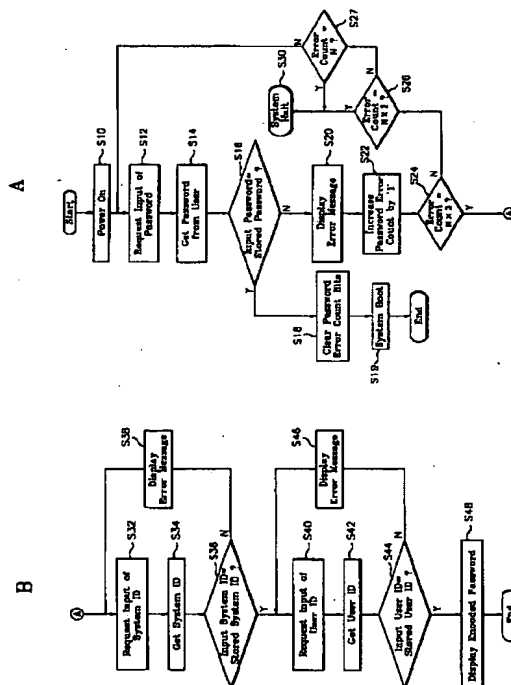 A
Start
Power On
S10
Request Input of
Password
S12
Get Password
from User
S14
Input Password=
Stored Password ?
S16
Y
N
Clear Password
Error Count Bits
S18
System Boot
S19
End
Display
Error Message
S20
Increase
Password Error
Count by '1'
S22
Error
Count =
S24
N
Y
A
Error
Count =
S26
Y
N
Error
Count =
N ?
S27
Y
N
System
Halt
S30
B
A
Request Input of
System ID
S32
Get System ID
S34
Input System ID=
Stored System ID ?
S36
N
Y
Display
Error Message
S38
Request Input of
User ID
S40
Get User ID
S42
Input User ID=
Stored User ID ?
S44
N
Y
Display
Error Message
S46
Display Encoded Password
S48
End